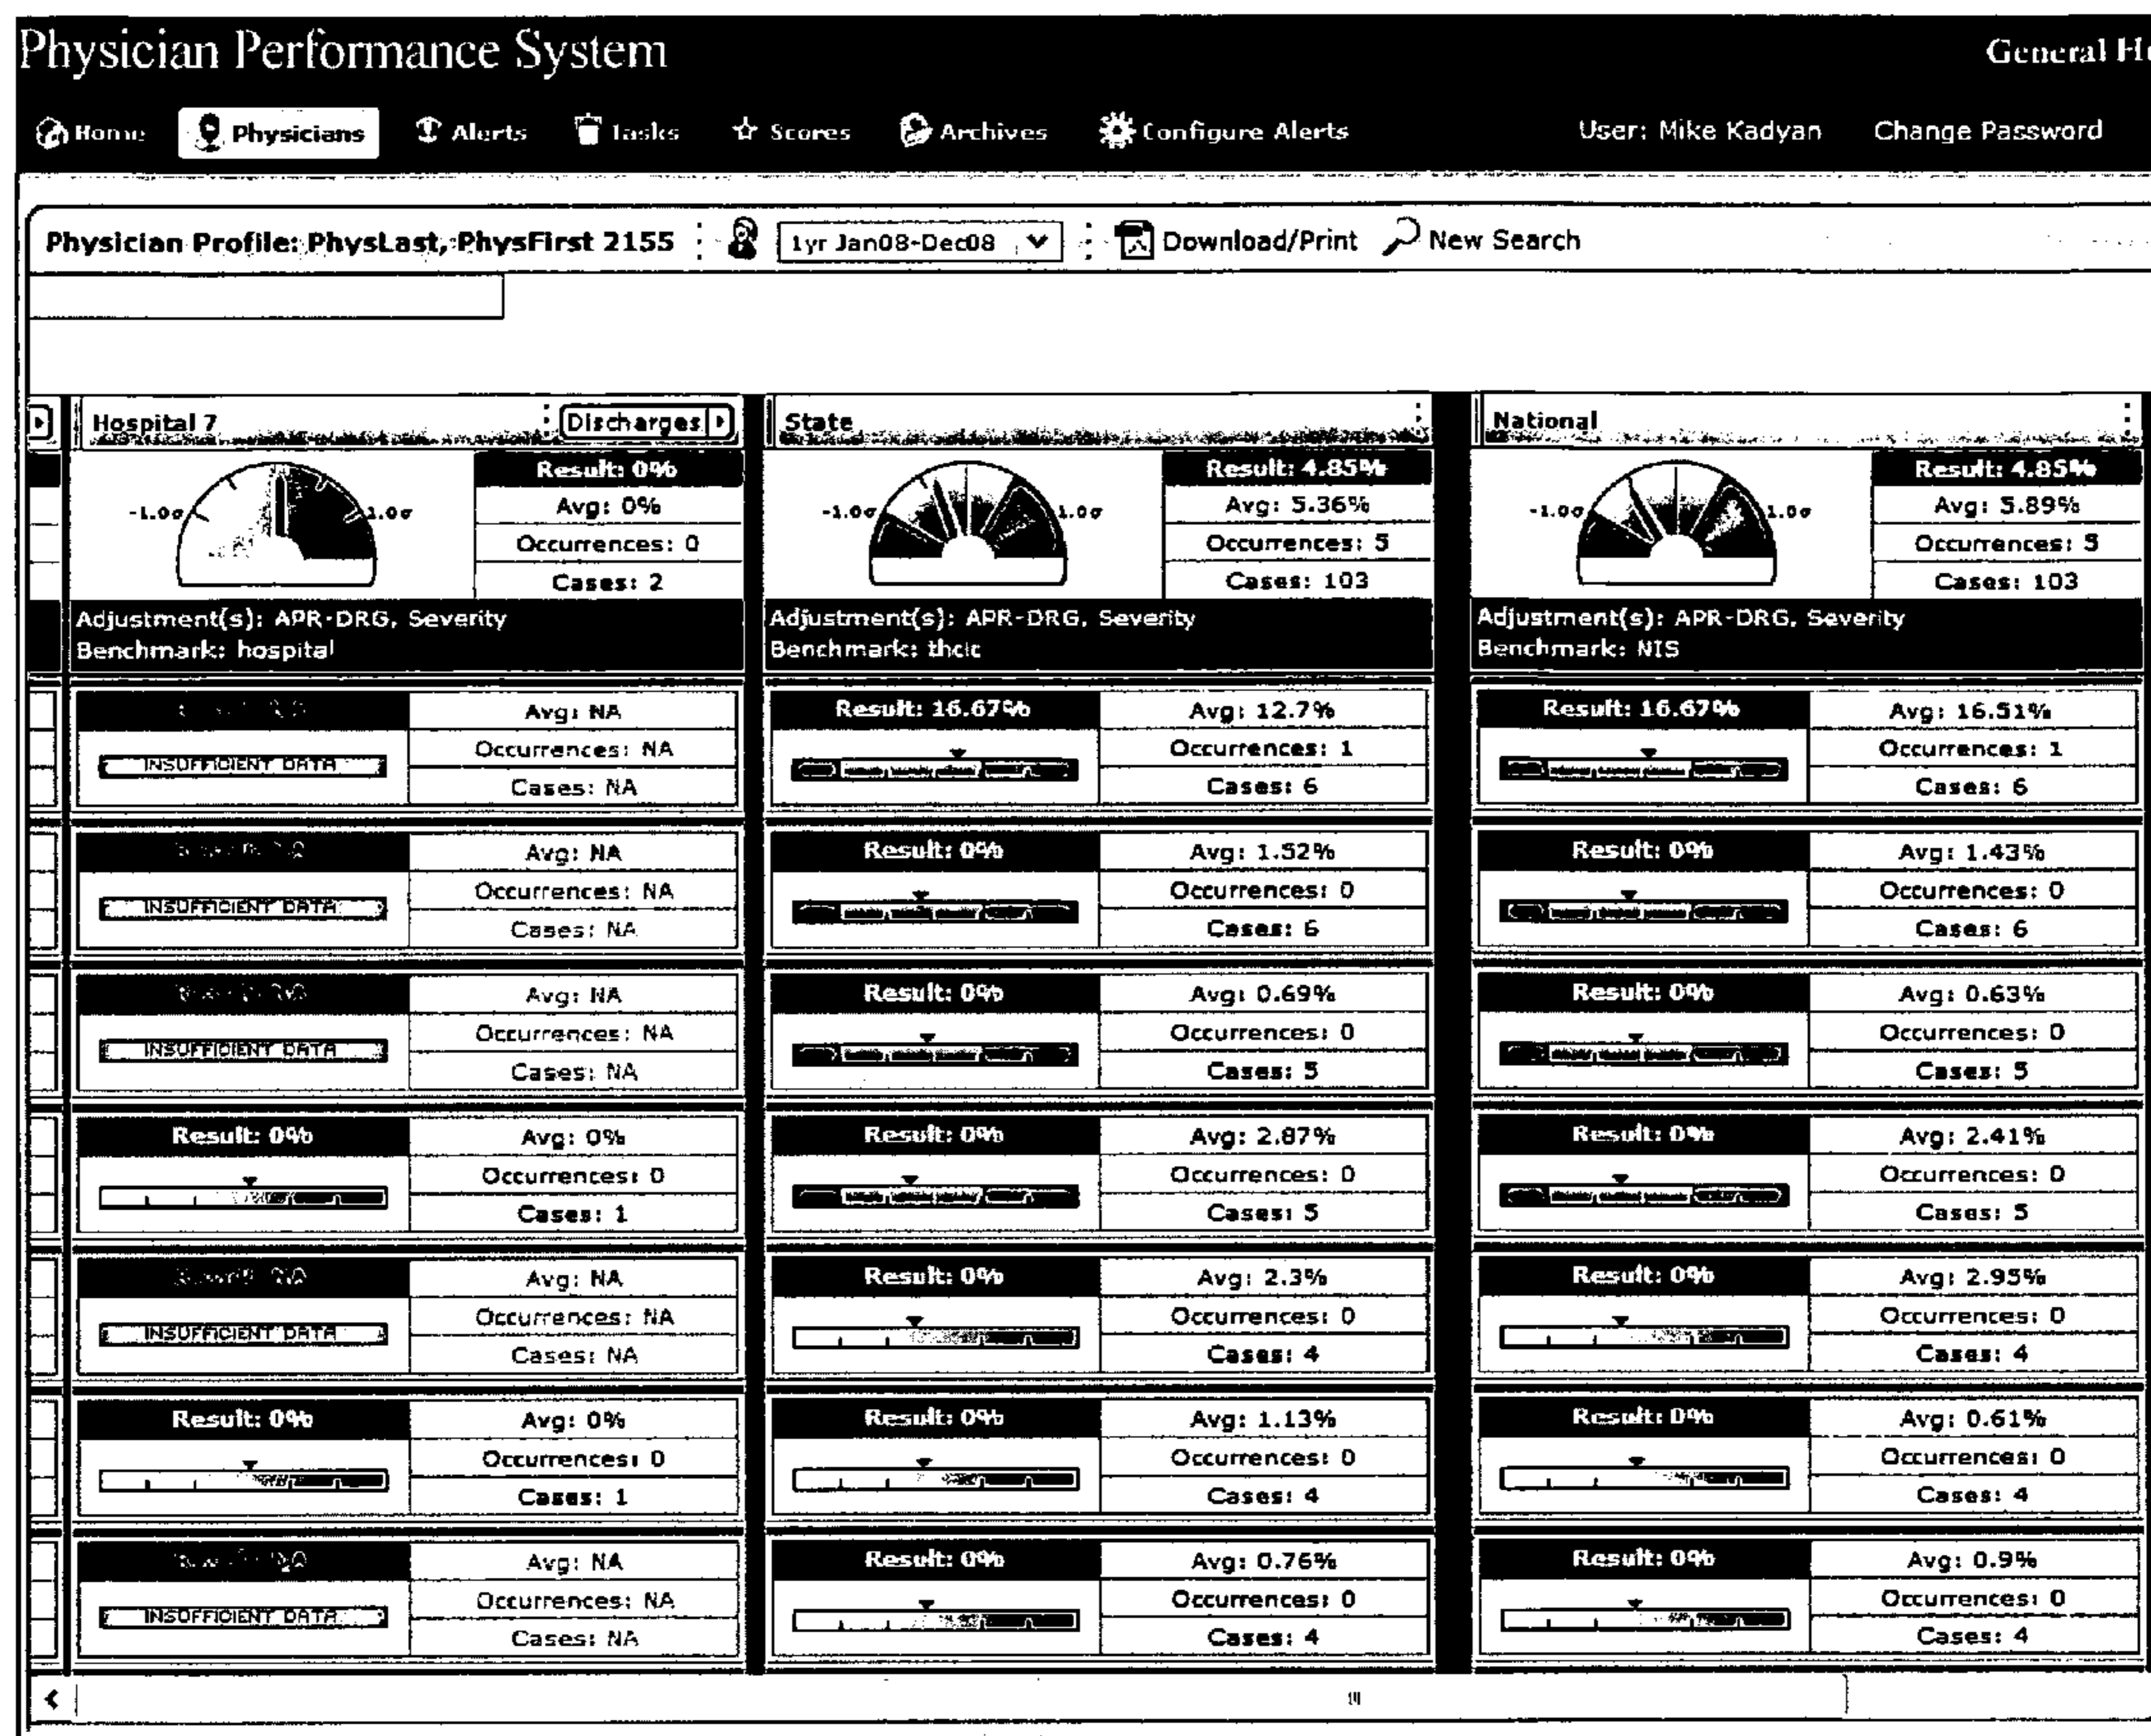 Physician Performance System
General
Home Physicians Alerts Tasks Scores Archives Configure Alerts User: Mike Kadyan Change Password
Physician Profile: PhysLast, PhysFirst 2155 1yr Jan08-Dec08 Download/Print New Search
Hospital 7 Discharges
-1.0σ 1.0σ
Result: 0%
Avg: 0%
Occurrences: 0
Cases: 2
Adjustment(s): APR-DRG, Severity
Benchmark: hospital
Avg: NA
INSUFFICIENT DATA
Occurrences: NA
Cases: NA
Avg: NA
INSUFFICIENT DATA
Occurrences: NA
Cases: NA
Avg: NA
INSUFFICIENT DATA
Occurrences: NA
Cases: NA
Result: 0%
Avg: 0%
Occurrences: 0
Cases: 1
Avg: NA
INSUFFICIENT DATA
Occurrences: NA
Cases: NA
Result: 0%
Avg: 0%
Occurrences: 0
Cases: 1
Avg: NA
INSUFFICIENT DATA
Occurrences: NA
Cases: NA
State
-1.0σ 1.0σ
Result: 4.85%
Avg: 5.36%
Occurrences: 5
Cases: 103
Adjustment(s): APR-DRG, Severity
Benchmark: thcic
Result: 16.67%
Avg: 12.7%
Occurrences: 1
Cases: 6
Result: 0%
Avg: 1.52%
Occurrences: 0
Cases: 6
Result: 0%
Avg: 0.69%
Occurrences: 0
Cases: 5
Result: 0%
Avg: 2.87%
Occurrences: 0
Cases: 5
Result: 0%
Avg: 2.3%
Occurrences: 0
Cases: 4
Result: 0%
Avg: 1.13%
Occurrences: 0
Cases: 4
Result: 0%
Avg: 0.76%
Occurrences: 0
Cases: 4
National
-1.0σ 1.0σ
Result: 4.85%
Avg: 5.89%
Occurrences: 5
Cases: 103
Adjustment(s): APR-DRG, Severity
Benchmark: NIS
Result: 16.67%
Avg: 16.51%
Occurrences: 1
Cases: 6
Result: 0%
Avg: 1.43%
Occurrences: 0
Cases: 6
Result: 0%
Avg: 0.63%
Occurrences: 0
Cases: 5
Result: 0%
Avg: 2.41%
Occurrences: 0
Cases: 5
Result: 0%
Avg: 2.95%
Occurrences: 0
Cases: 4
Result: 0%
Avg: 0.61%
Occurrences: 0
Cases: 4
Result: 0%
Avg: 0.9%
Occurrences: 0
Cases: 4